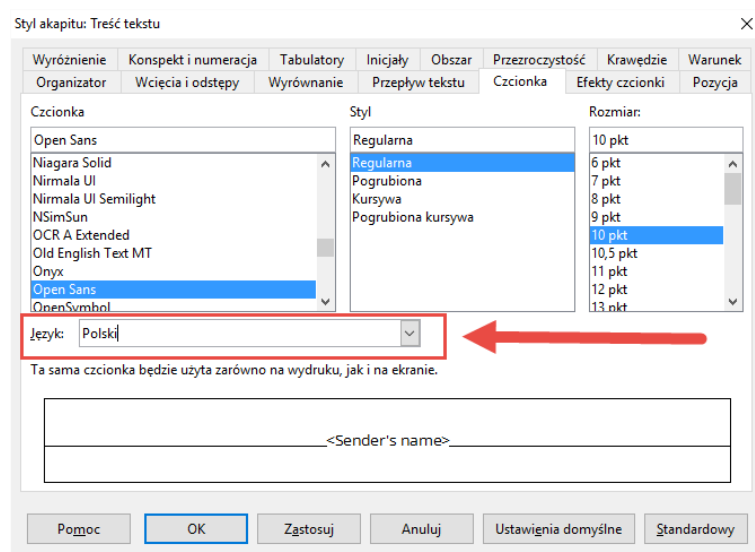 Styl akapitu: Treść tekstu
Wyróżnienie Konspekt i numeracja Tabulatory Inicjały Obszar Przezroczystość Krawędzie Warunek
Organizator Wcięcia i odstępy Wyrównanie Przepływ tekstu Czcionka Efekty czcionki Pozycja
Czcionka Styl Rozmiar:
Open Sans Regularna 10 pkt
Niagara Solid Regularna 6 pkt
Nirmala UI Pogrubiona 7 pkt
Nirmala UI Semilight Kursywa 8 pkt
NSimSun Pogrubiona kursywa 9 pkt
OCR A Extended 10 pkt
Old English Text MT 10,5 pkt
Onyx 11 pkt
Open Sans 12 pkt
OpenSymbol 13 pkt
Język: Polski
Ta sama czcionka będzie użyta zarówno na wydruku, jak i na ekranie.
<Sender's name>
Pomoc OK Zastosuj Anuluj Ustawienia domyślne Standardowy